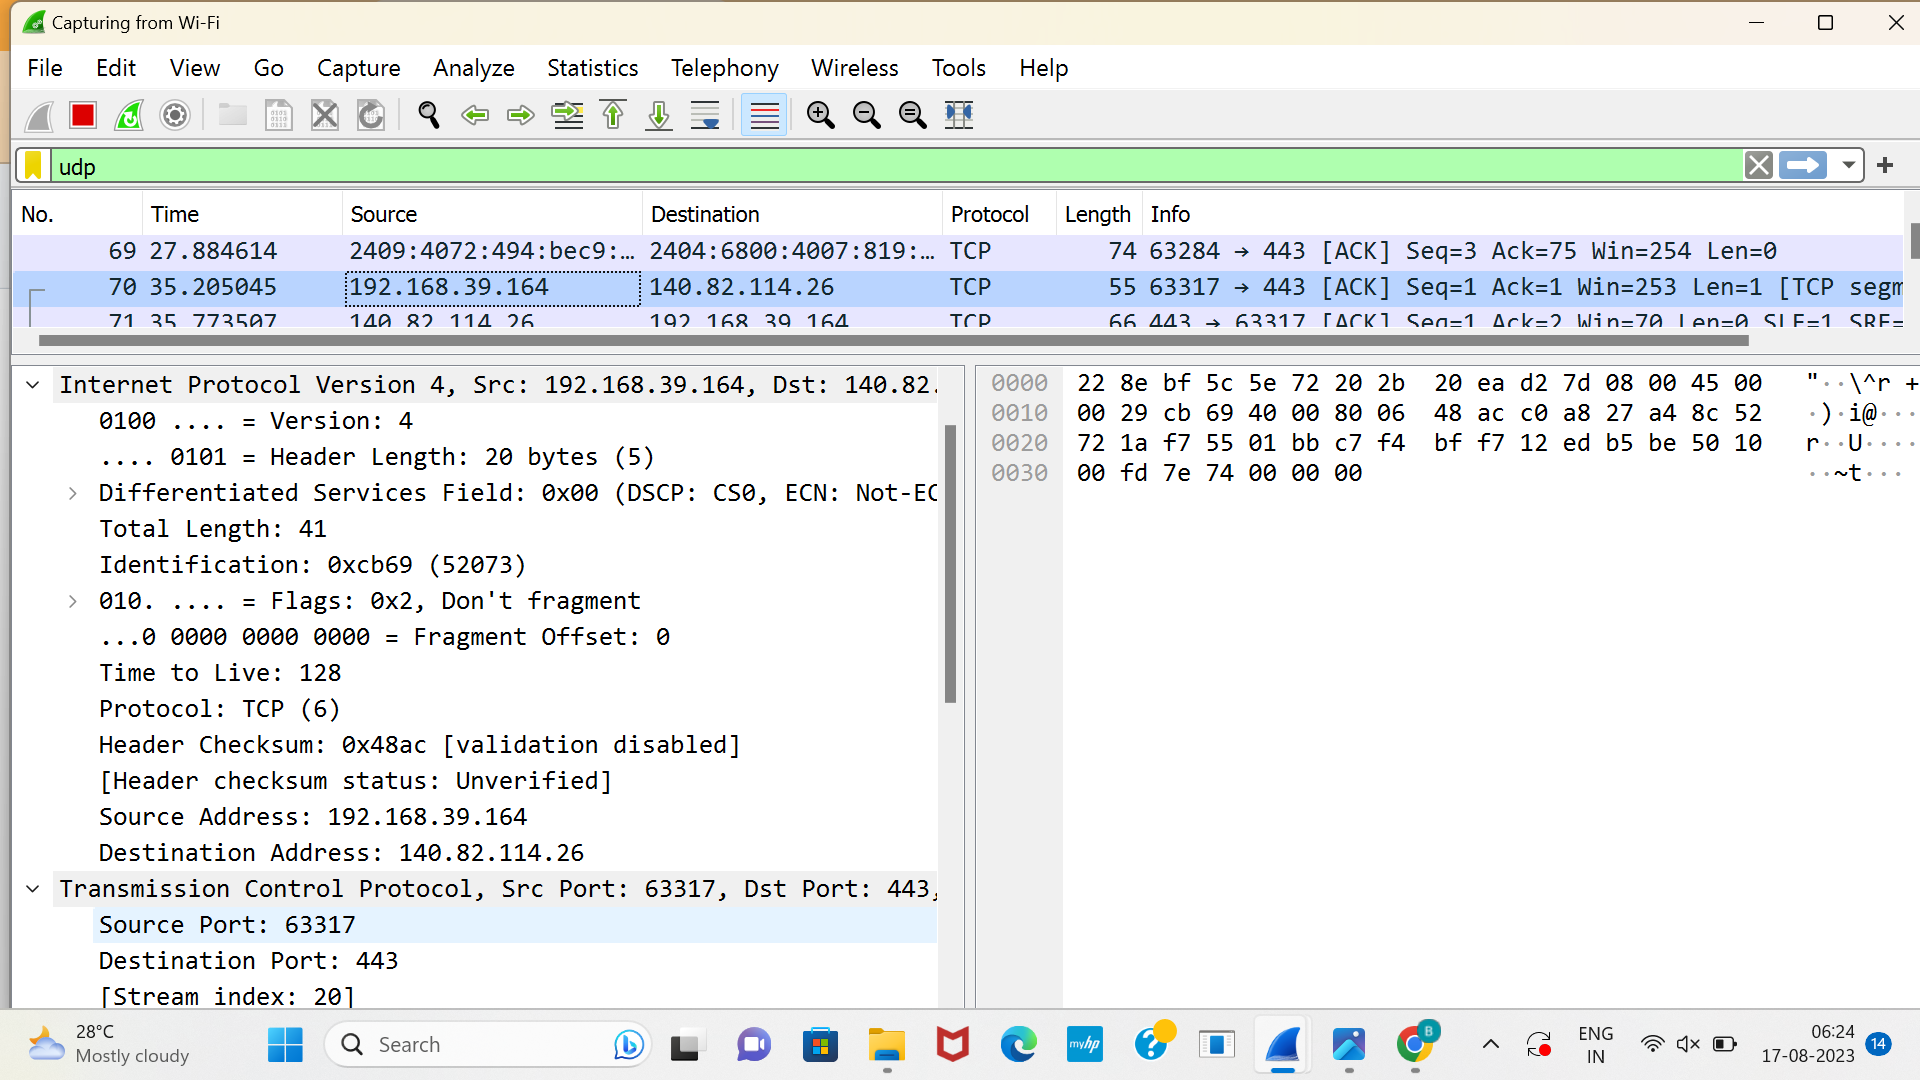 Capturing from Wi-Fi
File Edit View Go Capture Analyze Statistics Telephony Wireless Tools Help
udp
No. Time Source Destination Protocol Length Info
69 27.884614 2409:4072:494:bec9:… 2404:6800:4007:819:… TCP 74 63284 → 443 [ACK] Seq=3 Ack=75 Win=254 Len=0
70 35.205045 192.168.39.164 140.82.114.26 TCP 55 63317 → 443 [ACK] Seq=1 Ack=1 Win=253 Len=1 [TCP segm
71 35.773507 140.82.114.26 192.168.39.164 TCP 66 443 → 63317 [ACK] Seq=1 Ack=2 Win=70 Len=0 SLE=1 SRE=
Internet Protocol Version 4, Src: 192.168.39.164, Dst: 140.82.
0100 .... = Version: 4
.... 0101 = Header Length: 20 bytes (5)
Differentiated Services Field: 0x00 (DSCP: CS0, ECN: Not-EC
Total Length: 41
Identification: 0xcb69 (52073)
010. .... = Flags: 0x2, Don't fragment
...0 0000 0000 0000 = Fragment Offset: 0
Time to Live: 128
Protocol: TCP (6)
Header Checksum: 0x48ac [validation disabled]
[Header checksum status: Unverified]
Source Address: 192.168.39.164
Destination Address: 140.82.114.26
Transmission Control Protocol, Src Port: 63317, Dst Port: 443,
Source Port: 63317
Destination Port: 443
[Stream index: 20]
0000 22 8e bf 5c 5e 72 20 2b 20 ea d2 7d 08 00 45 00 "··\^r +
0010 00 29 cb 69 40 00 80 06 48 ac c0 a8 27 a4 8c 52 ·)·i@···
0020 72 1a f7 55 01 bb c7 f4 bf f7 12 ed b5 be 50 10 r··U····
0030 00 fd 7e 74 00 00 00 ··~t···
28°C
Mostly cloudy
Search
myhp
B
ENG
IN
06:24
17-08-2023
14